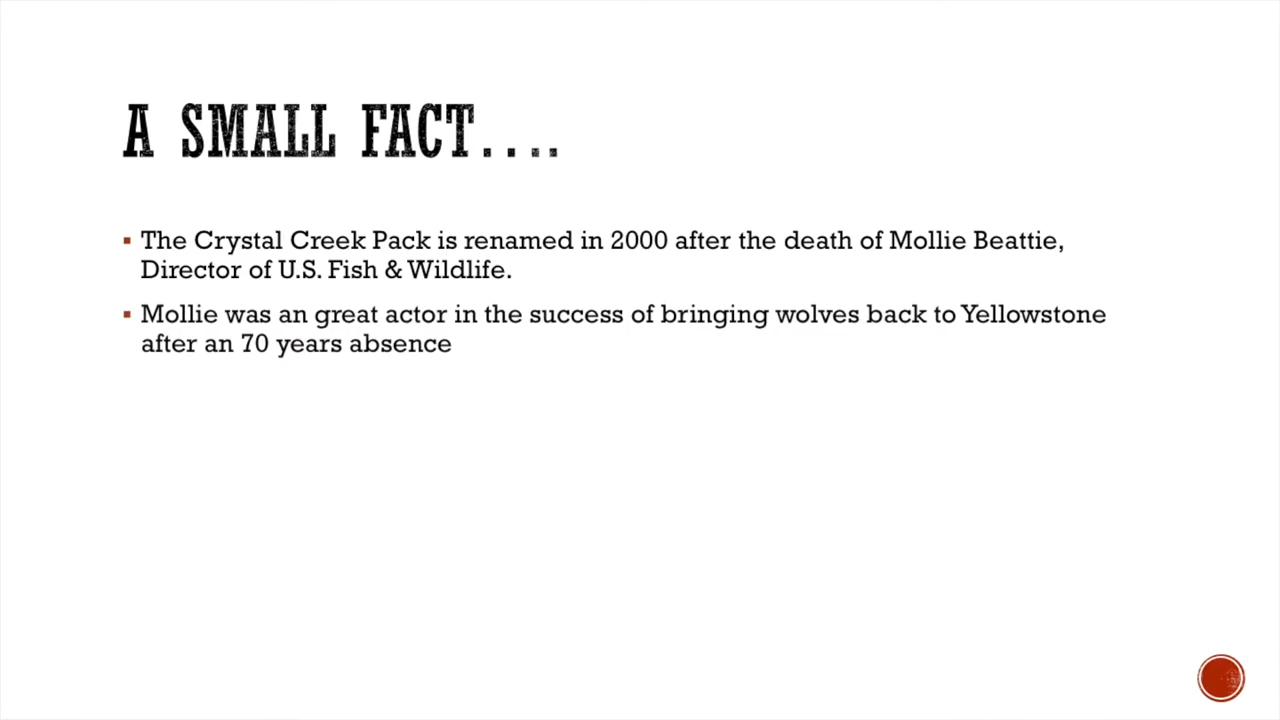 A SMALL FACT....
▪ The Crystal Creek Pack is renamed in 2000 after the death of Mollie Beattie,
Director of U.S. Fish & Wildlife.
▪ Mollie was an great actor in the success of bringing wolves back to Yellowstone
after an 70 years absence